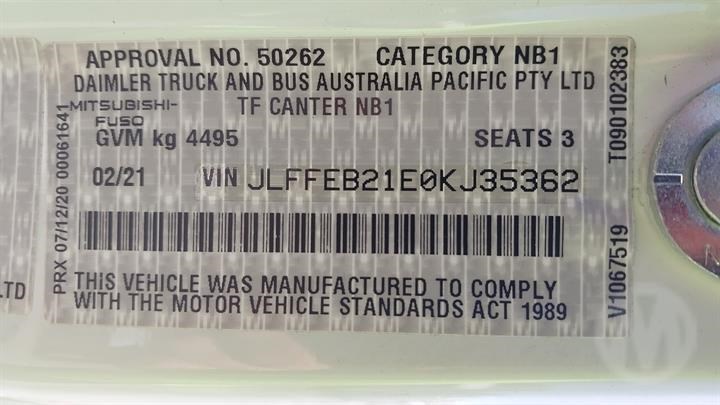 APPROVAL NO. 50262 CATEGORY NB1
DAIMLER TRUCK AND BUS AUSTRALIA PACIFIC PTY LTD
MITSUBISHI-
FUSO
TF CANTER NB1
GVM kg 4495 SEATS 3
02/21 VIN JLFFEB21E0KJ35362
THIS VEHICLE WAS MANUFACTURED TO COMPLY
WITH THE MOTOR VEHICLE STANDARDS ACT 1989
PRX 07/12/20 00061641
V1067519 T090102383
LTD
M